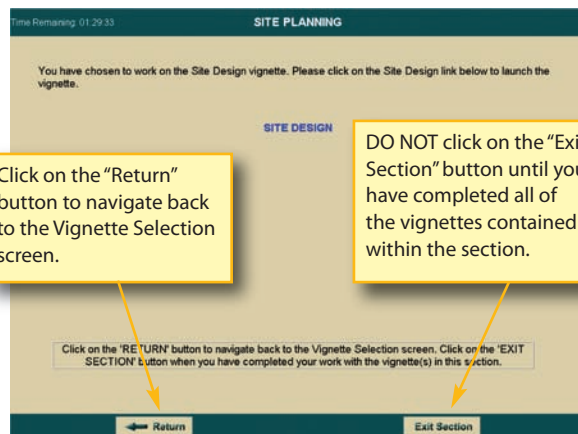 Time Remaining: 01:29:33
SITE PLANNING
You have chosen to work on the Site Design vignette. Please click on the Site Design link below to launch the
vignette.
SITE DESIGN
Click on the “Return”
button to navigate back
to the Vignette Selection
screen.
DO NOT click on the “Exi
Section” button until you
have completed all of
the vignettes contained
within the section.
Click on the 'RETURN' button to navigate back to the Vignette Selection screen. Click on the 'EXIT
SECTION' button when you have completed your work with the vignette(s) in this section.
Return
Exit Section